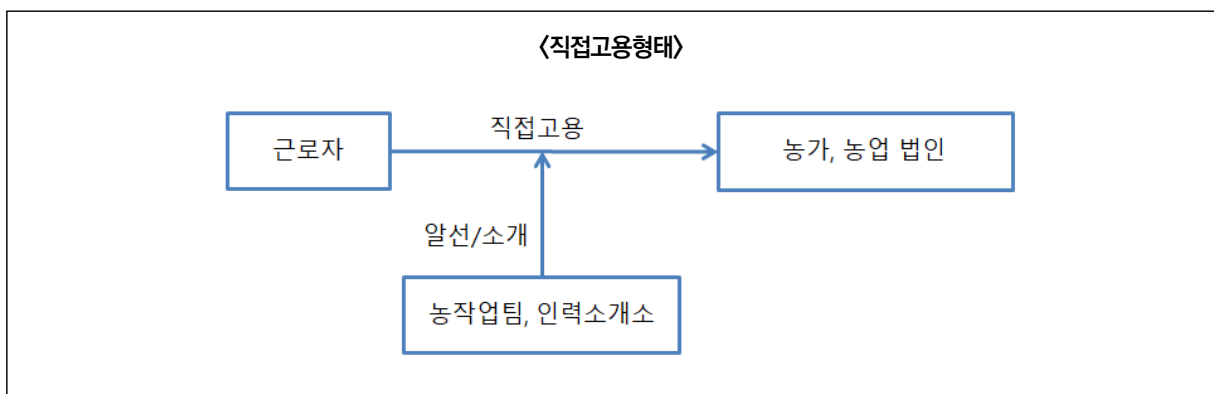 〈직접고용형태〉
직접고용
근로자
농가, 농업 법인
알선/소개
농작업팀, 인력소개소